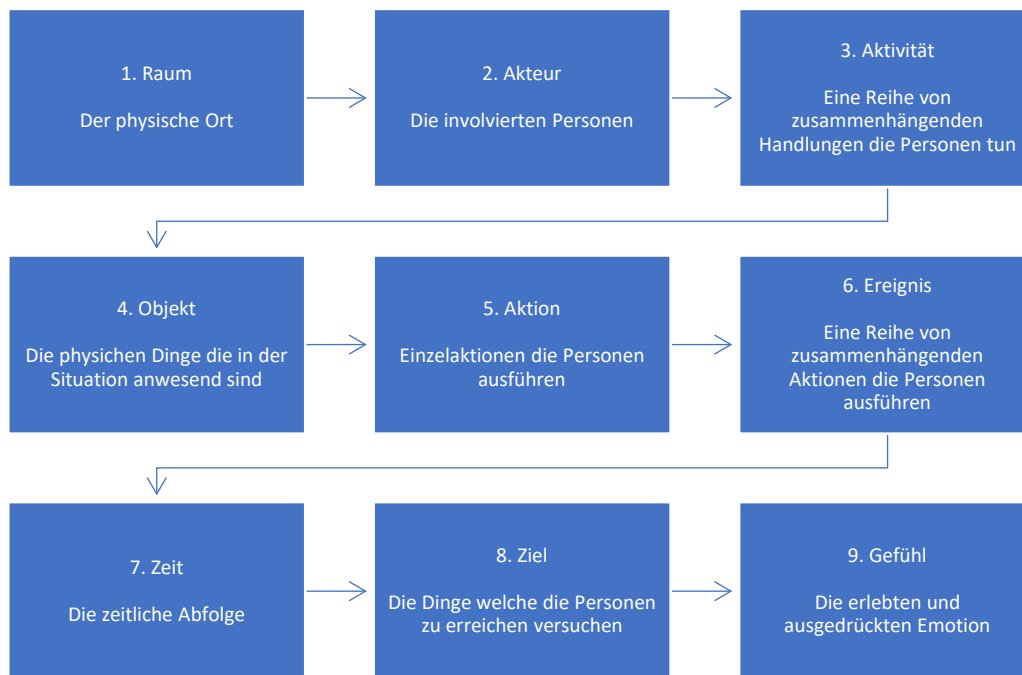 1. Raum
Der physische Ort
2. Akteur
Die involvierten Personen
3. Aktivität
Eine Reihe von
zusammenhängenden
Handlungen die Personen tun
4. Objekt
Die physichen Dinge die in der
Situation anwesend sind
5. Aktion
Einzelaktionen die Personen
ausführen
6. Ereignis
Eine Reihe von
zusammenhängenden
Aktionen die Personen
ausführen
7. Zeit
Die zeitliche Abfolge
8. Ziel
Die Dinge welche die Personen
zu erreichen versuchen
9. Gefühl
Die erlebten und
ausgedrückten Emotion